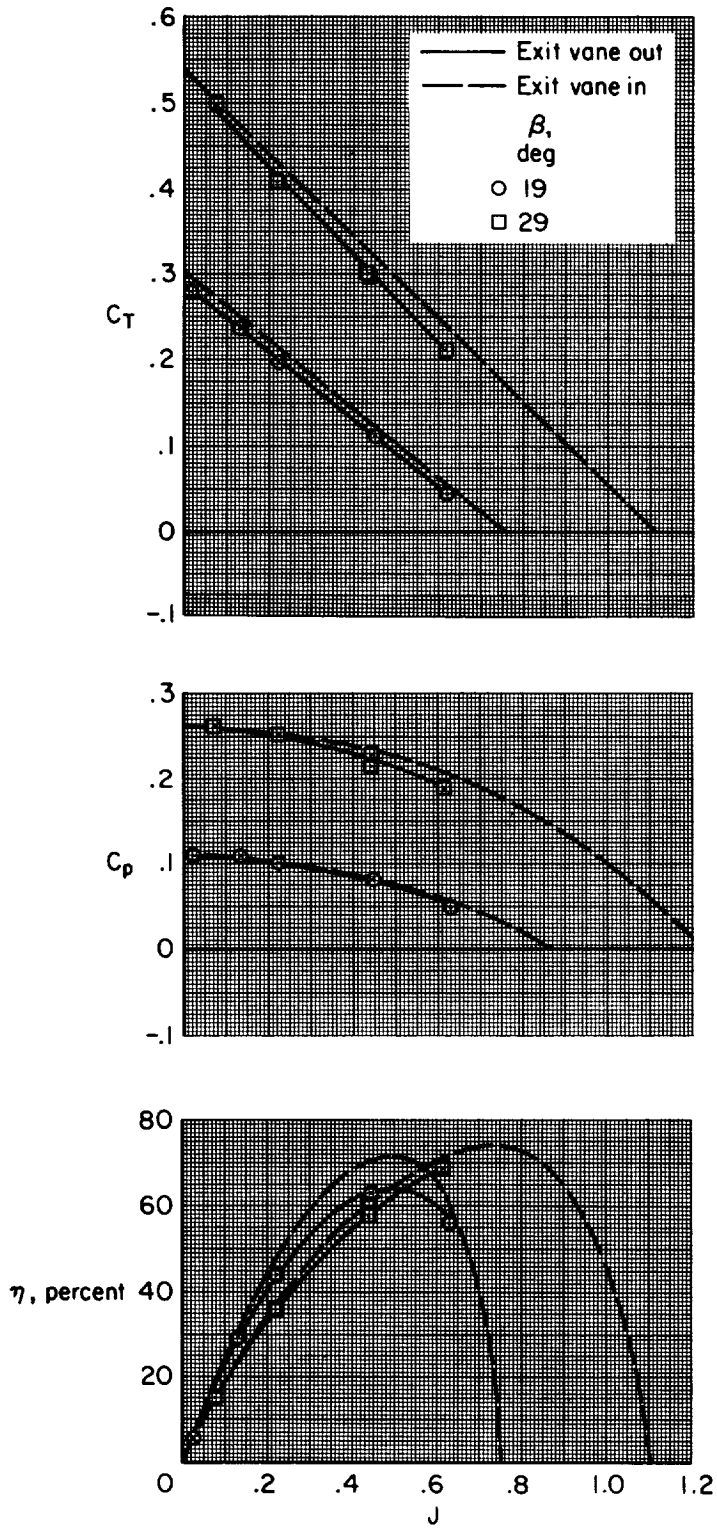 .6
.5
.4
.3
.2
.1
0
-.1
C_T
Exit vane out
Exit vane in
β,
deg
19
29
.3
.2
.1
0
-.1
C_p
80
60
40
20
η, percent
0 .2 .4 .6 .8 1.0 1.2
J